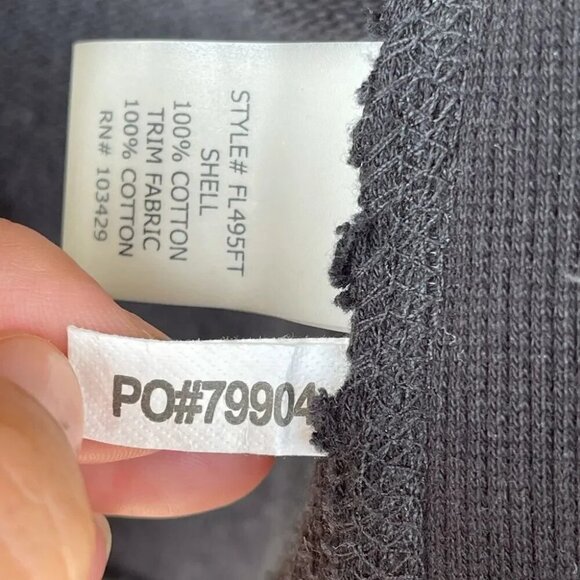 STYLE# FL495FT
SHELL
100% COTTON
TRIM FABRIC
100% COTTON
RN# 103429
PO#79904